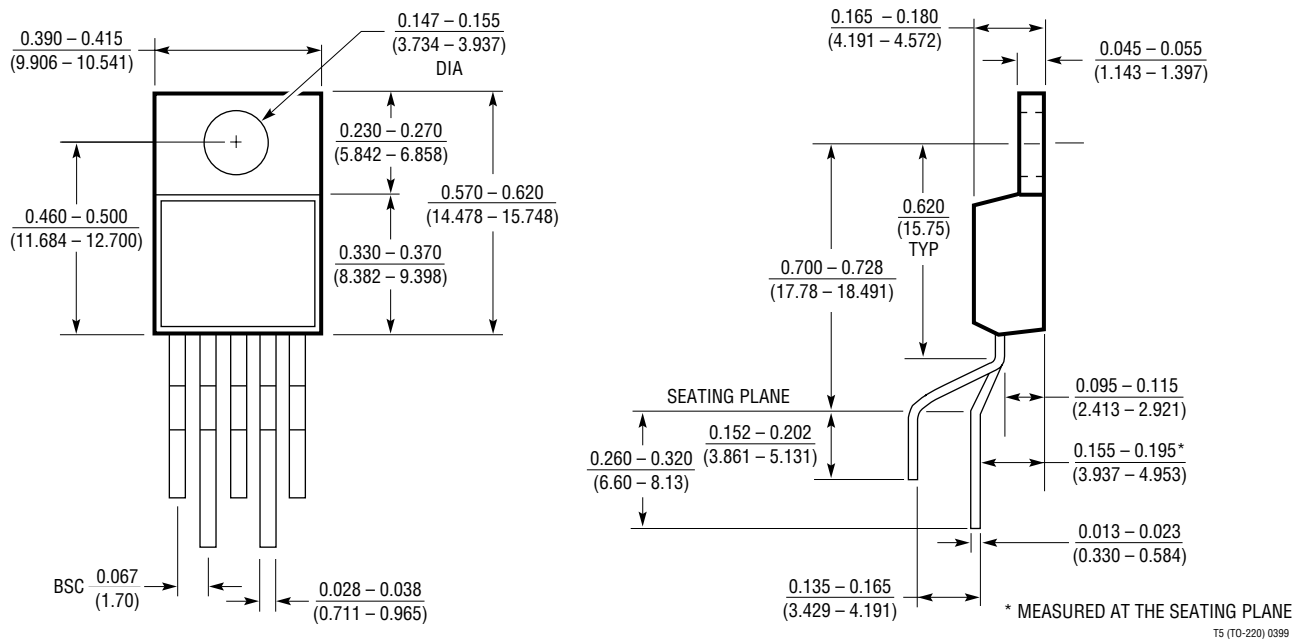 0.390 – 0.415
(9.906 – 10.541)
0.147 – 0.155
(3.734 – 3.937)
DIA
0.230 – 0.270
(5.842 – 6.858)
0.570 – 0.620
(14.478 – 15.748)
0.460 – 0.500
(11.684 – 12.700)
0.330 – 0.370
(8.382 – 9.398)
BSC
0.067
(1.70)
0.028 – 0.038
(0.711 – 0.965)
0.165 – 0.180
(4.191 – 4.572)
0.045 – 0.055
(1.143 – 1.397)
0.620
(15.75)
TYP
0.700 – 0.728
(17.78 – 18.491)
SEATING PLANE
0.152 – 0.202
(3.861 – 5.131)
0.260 – 0.320
(6.60 – 8.13)
0.095 – 0.115
(2.413 – 2.921)
0.155 – 0.195*
(3.937 – 4.953)
0.013 – 0.023
(0.330 – 0.584)
0.135 – 0.165
(3.429 – 4.191)
* MEASURED AT THE SEATING PLANE
T5 (TO-220) 0399